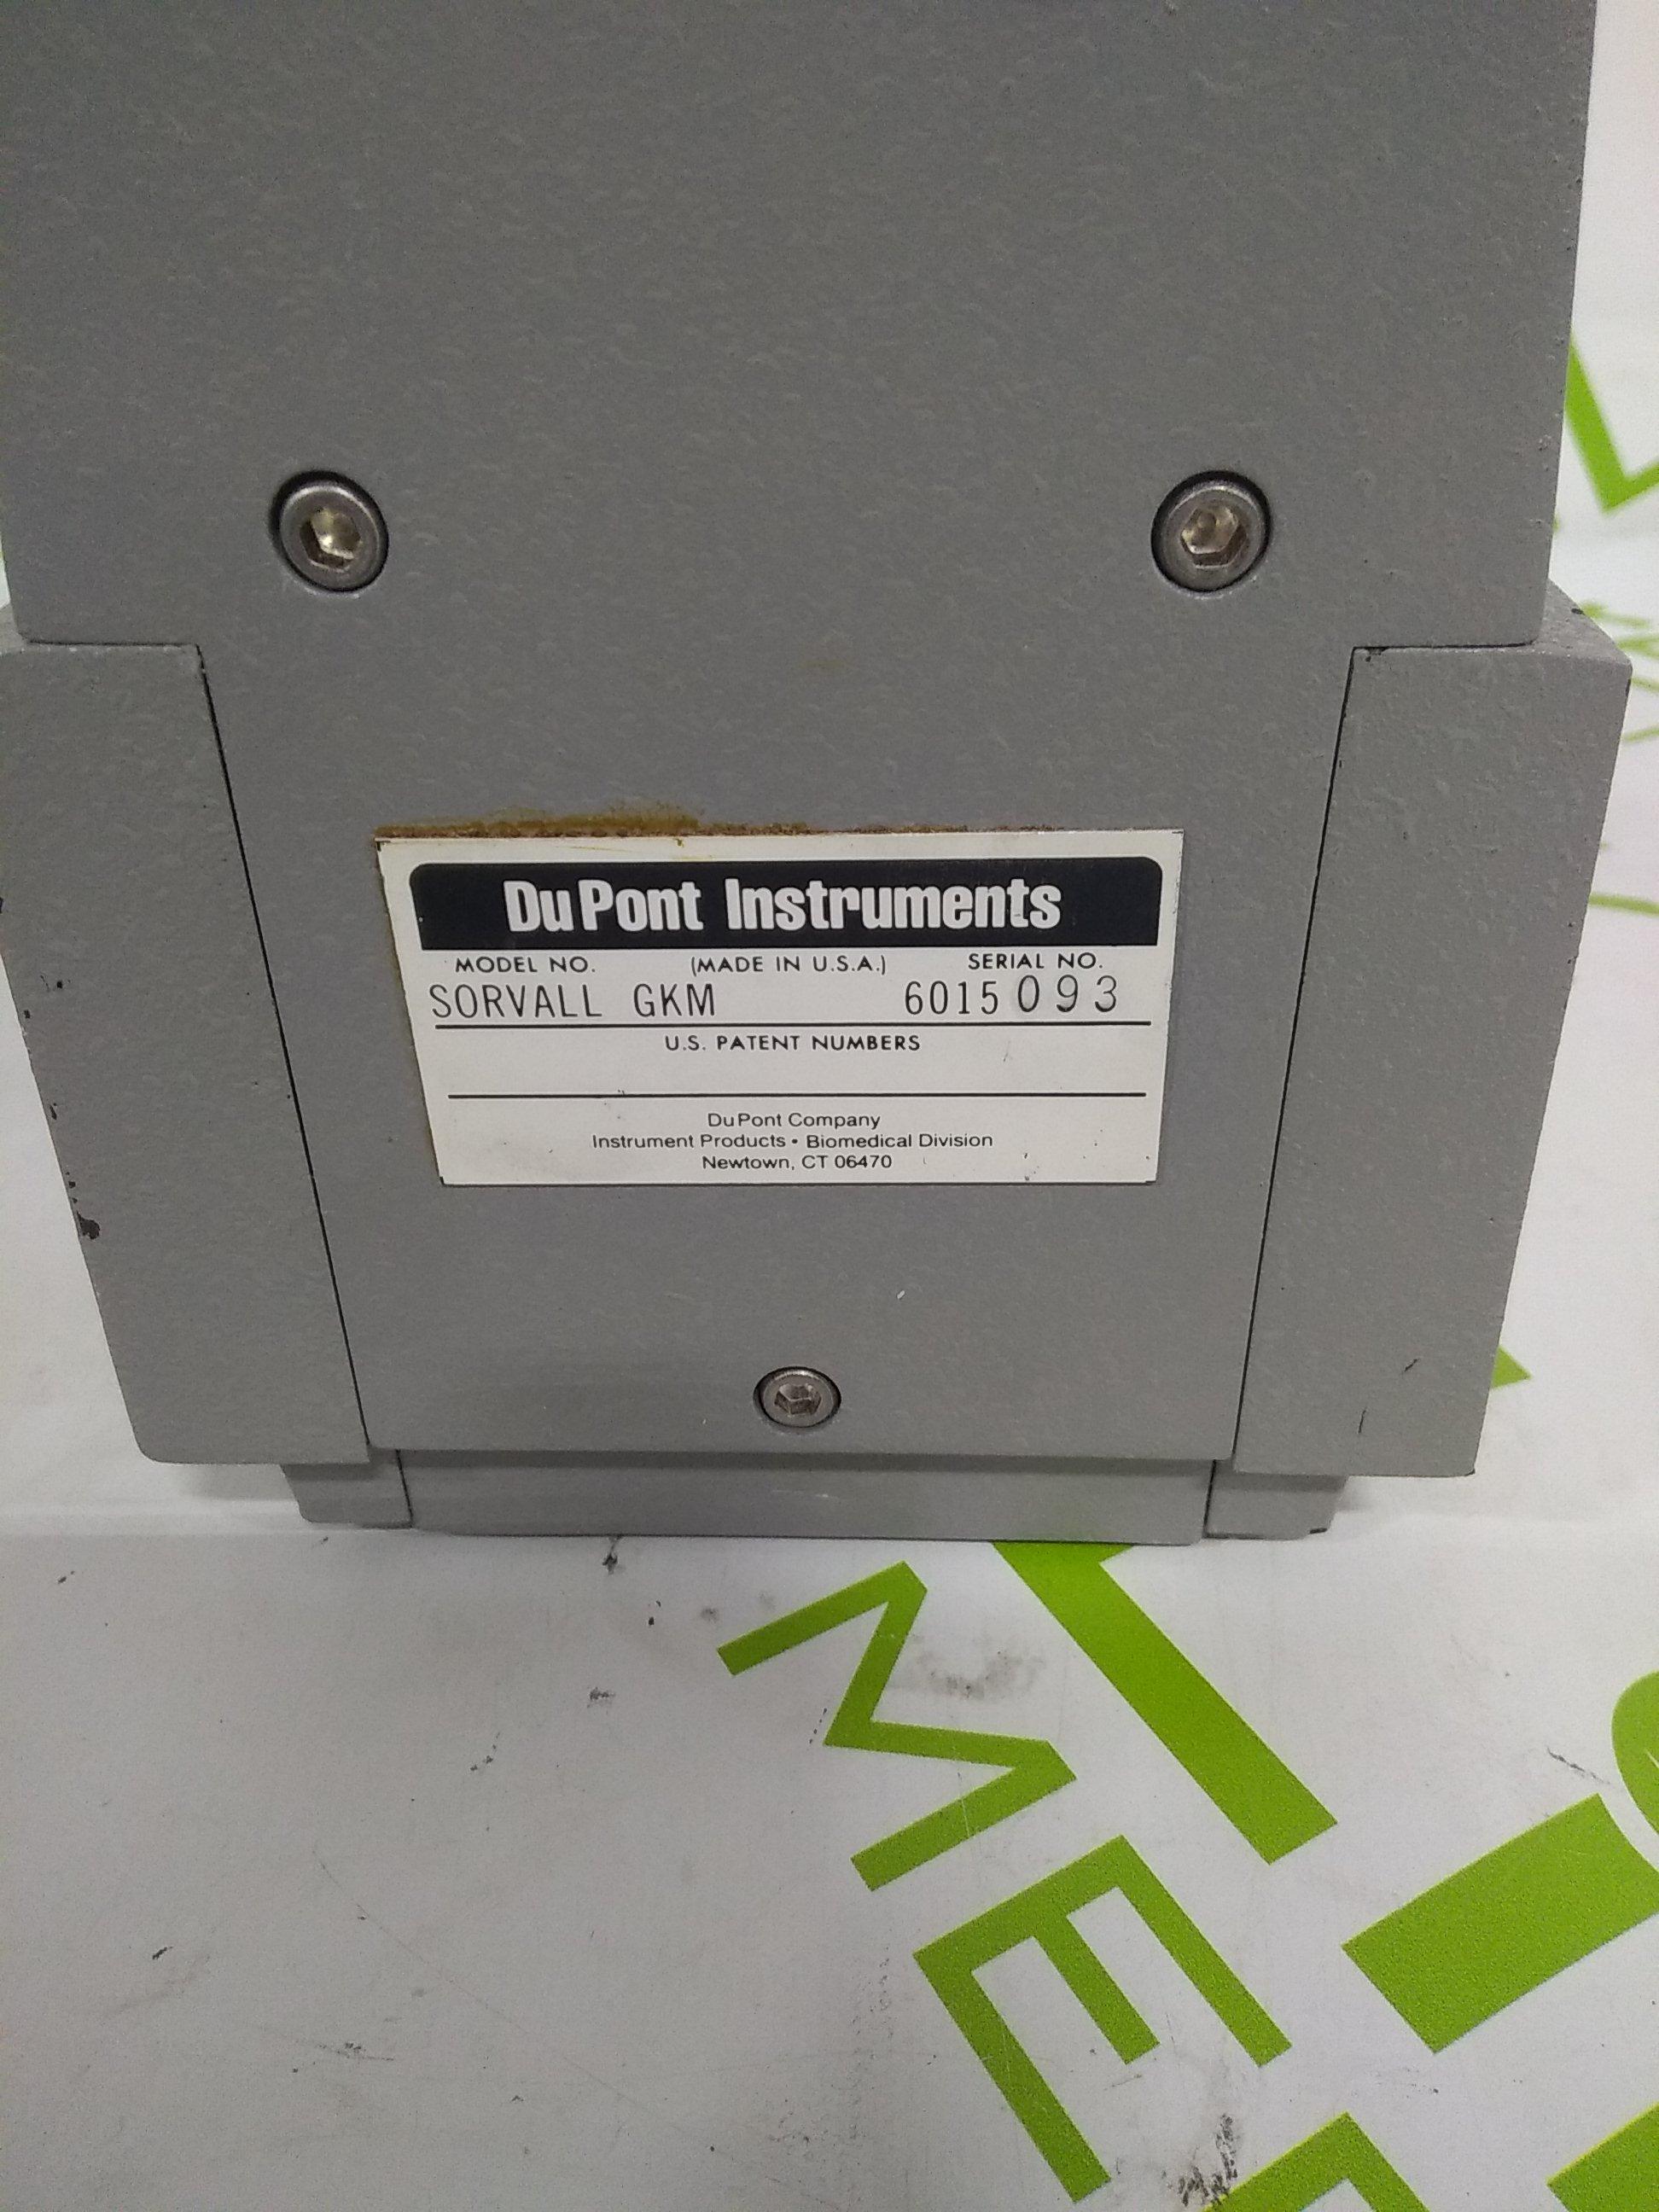 DuPont Instruments
MODEL NO. (MADE IN U.S.A.) SERIAL NO.
SORVALL GKM 6015093
U.S. PATENT NUMBERS
DuPont Company
Instrument Products • Biomedical Division
Newtown, CT 06470
ME